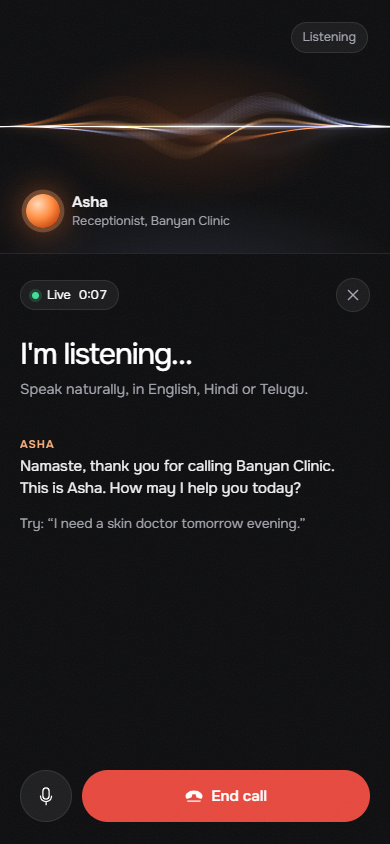 Listening
Asha
Receptionist, Banyan Clinic
Live 0:07
I'm listening...
Speak naturally, in English, Hindi or Telugu.
ASHA
Namaste, thank you for calling Banyan Clinic.
This is Asha. How may I help you today?
Try: “I need a skin doctor tomorrow evening.”
End call